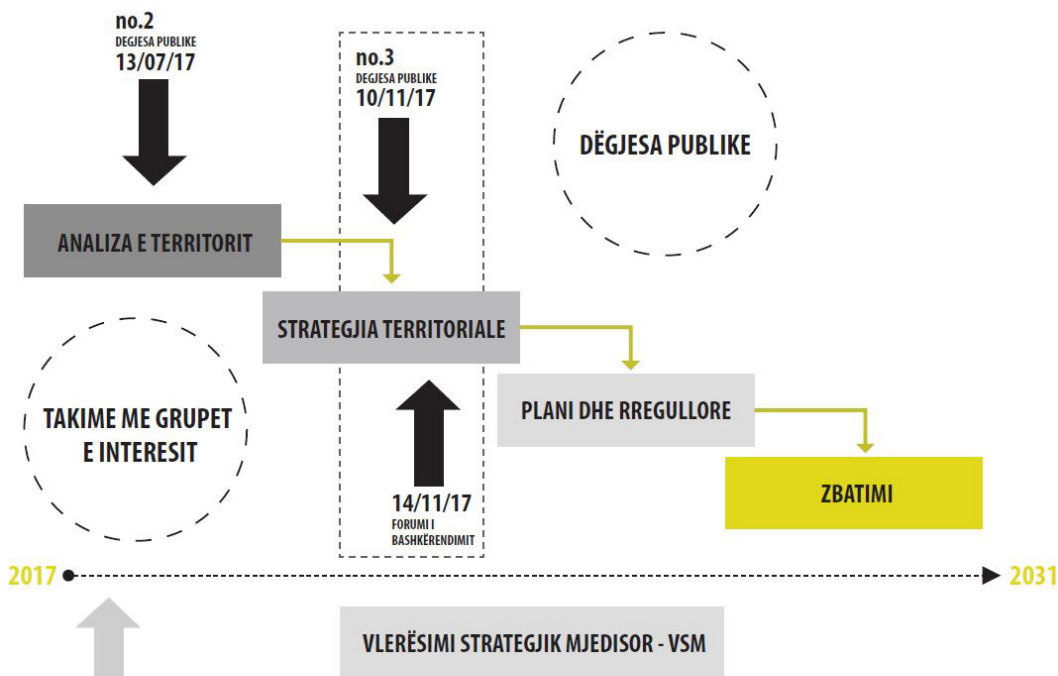 no.2
DEGJESA PUBLIKE
13/07/17
no.3
DEGJESA PUBLIKE
10/11/17
DËGJESA PUBLIKE
ANALIZA E TERRITORIT
STRATEGJIA TERRITORIALE
TAKIME ME GRUPET
E INTERESIT
PLANI DHE RREGULLORE
ZBATIMI
14/11/17
FORUMI I
BASHKËRENDIMIT
2017
2031
VLERËSIMI STRATEGJIK MJEDISOR - VSM